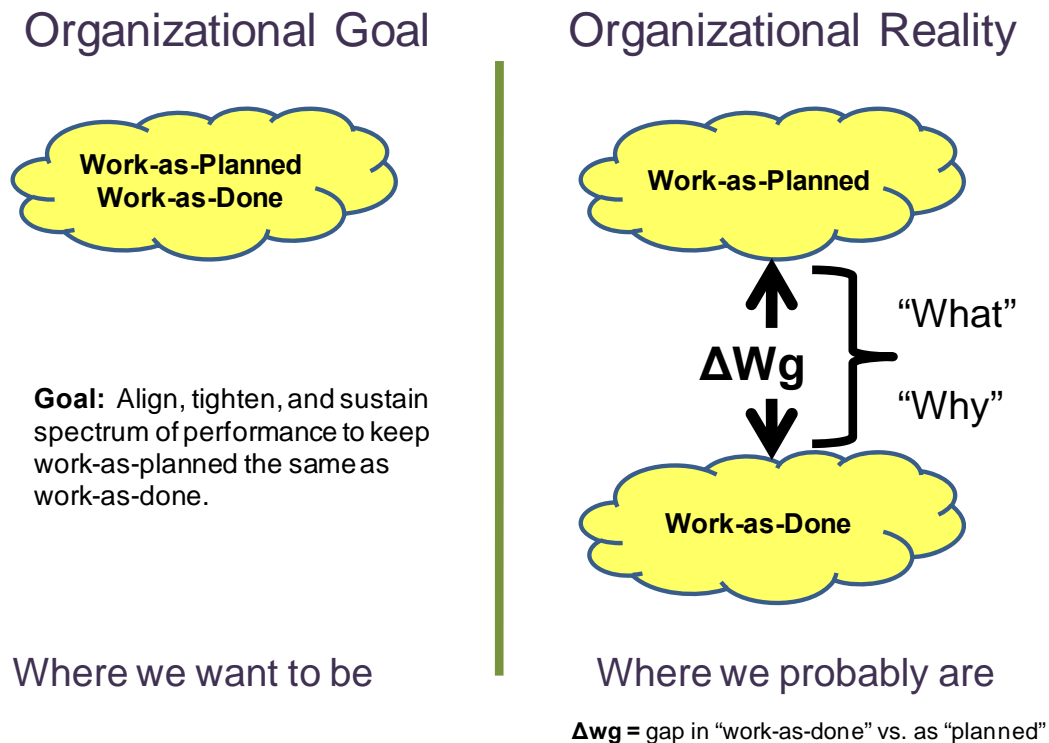 Organizational Goal
Work-as-Planned
Work-as-Done
Goal: Align, tighten, and sustain
spectrum of performance to keep
work-as-planned the same as
work-as-done.
Where we want to be
Organizational Reality
Work-as-Planned
ΔWg
“What”
“Why”
Work-as-Done
Where we probably are
Δwg = gap in “work-as-done” vs. as “planned”